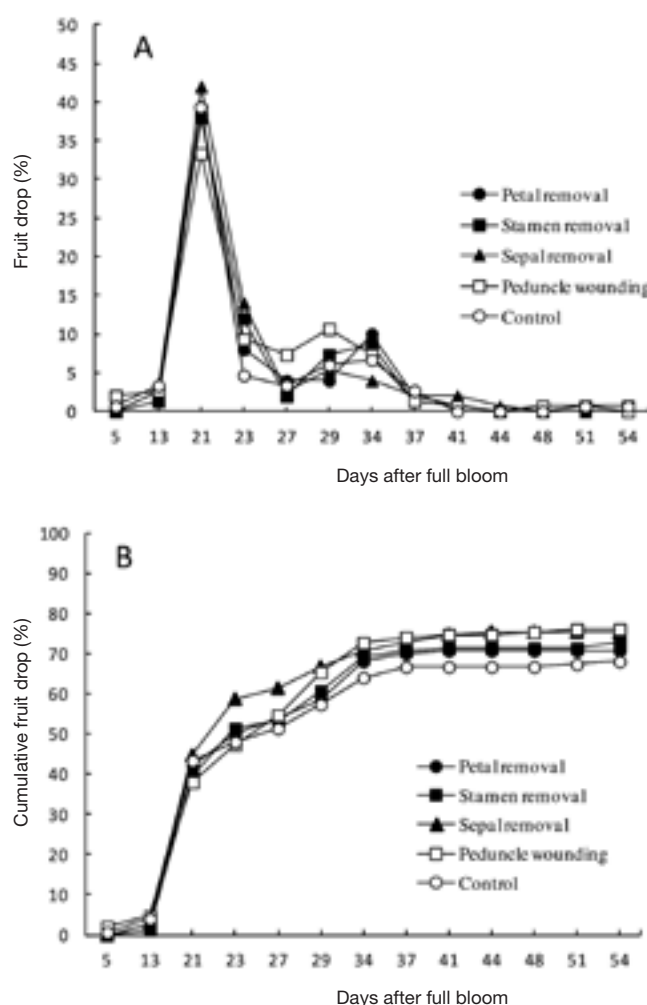 A
50
45
40
35
30
25
20
15
10
5
0
Fruit drop (%)
Petal removal
Stamen removal
Sepal removal
Peduncle wounding
Control
5 13 21 23 27 29 34 37 41 44 48 51 54
Days after full bloom
B
100
90
80
70
60
50
40
30
20
10
0
Cumulative fruit drop (%)
Petal removal
Stamen removal
Sepal removal
Peduncle wounding
Control
5 13 21 23 27 29 34 37 41 44 48 51 54
Days after full bloom